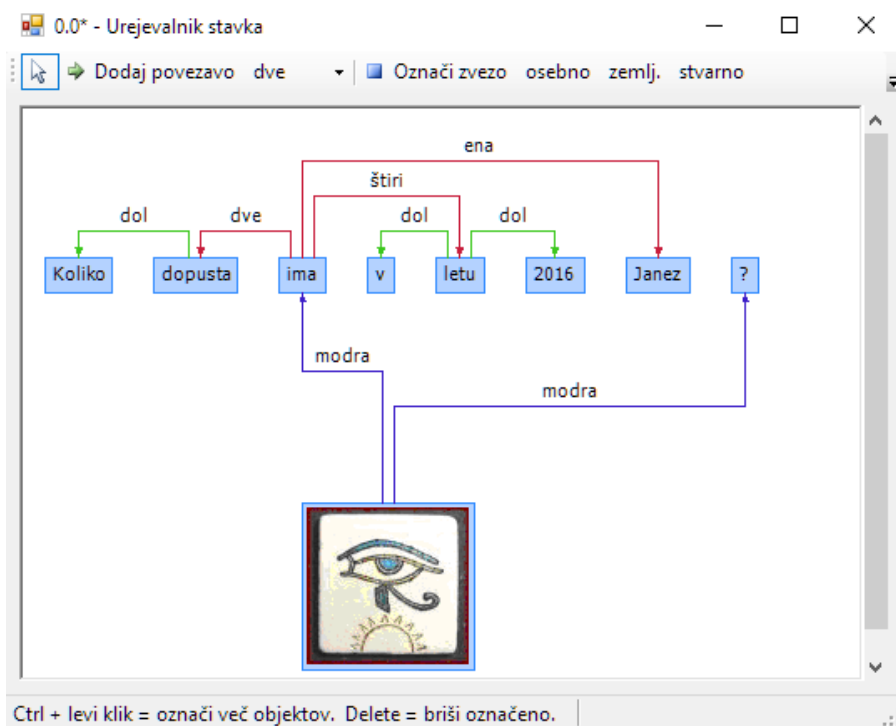 0.0* - Urejevalnik stavka
Dodaj povezavo dve Označi zvezo osebno zemlj. stvarno
ena
štiri
dol dve dol dol
Koliko dopusta ima v letu 2016 Janez ?
modra
modra
Ctrl + levi klik = označi več objektov. Delete = briši označeno.